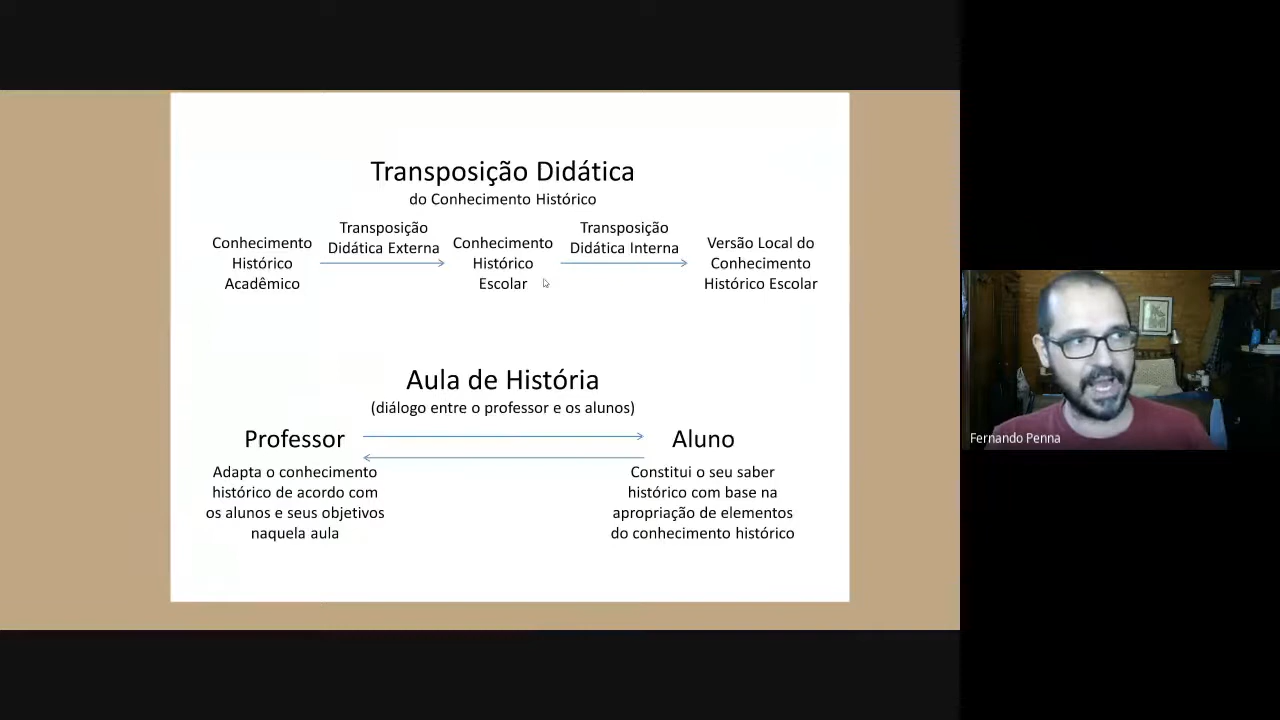 Transposição Didática
do Conhecimento Histórico
Conhecimento
Histórico
Acadêmico
Transposição
Didática Externa
Conhecimento
Histórico
Escolar
Transposição
Didática Interna
Versão Local do
Conhecimento
Histórico Escolar
Aula de História
(diálogo entre o professor e os alunos)
Professor
Adapta o conhecimento
histórico de acordo com
os alunos e seus objetivos
naquela aula
Aluno
Constitui o seu saber
histórico com base na
apropriação de elementos
do conhecimento histórico
Fernando Penna